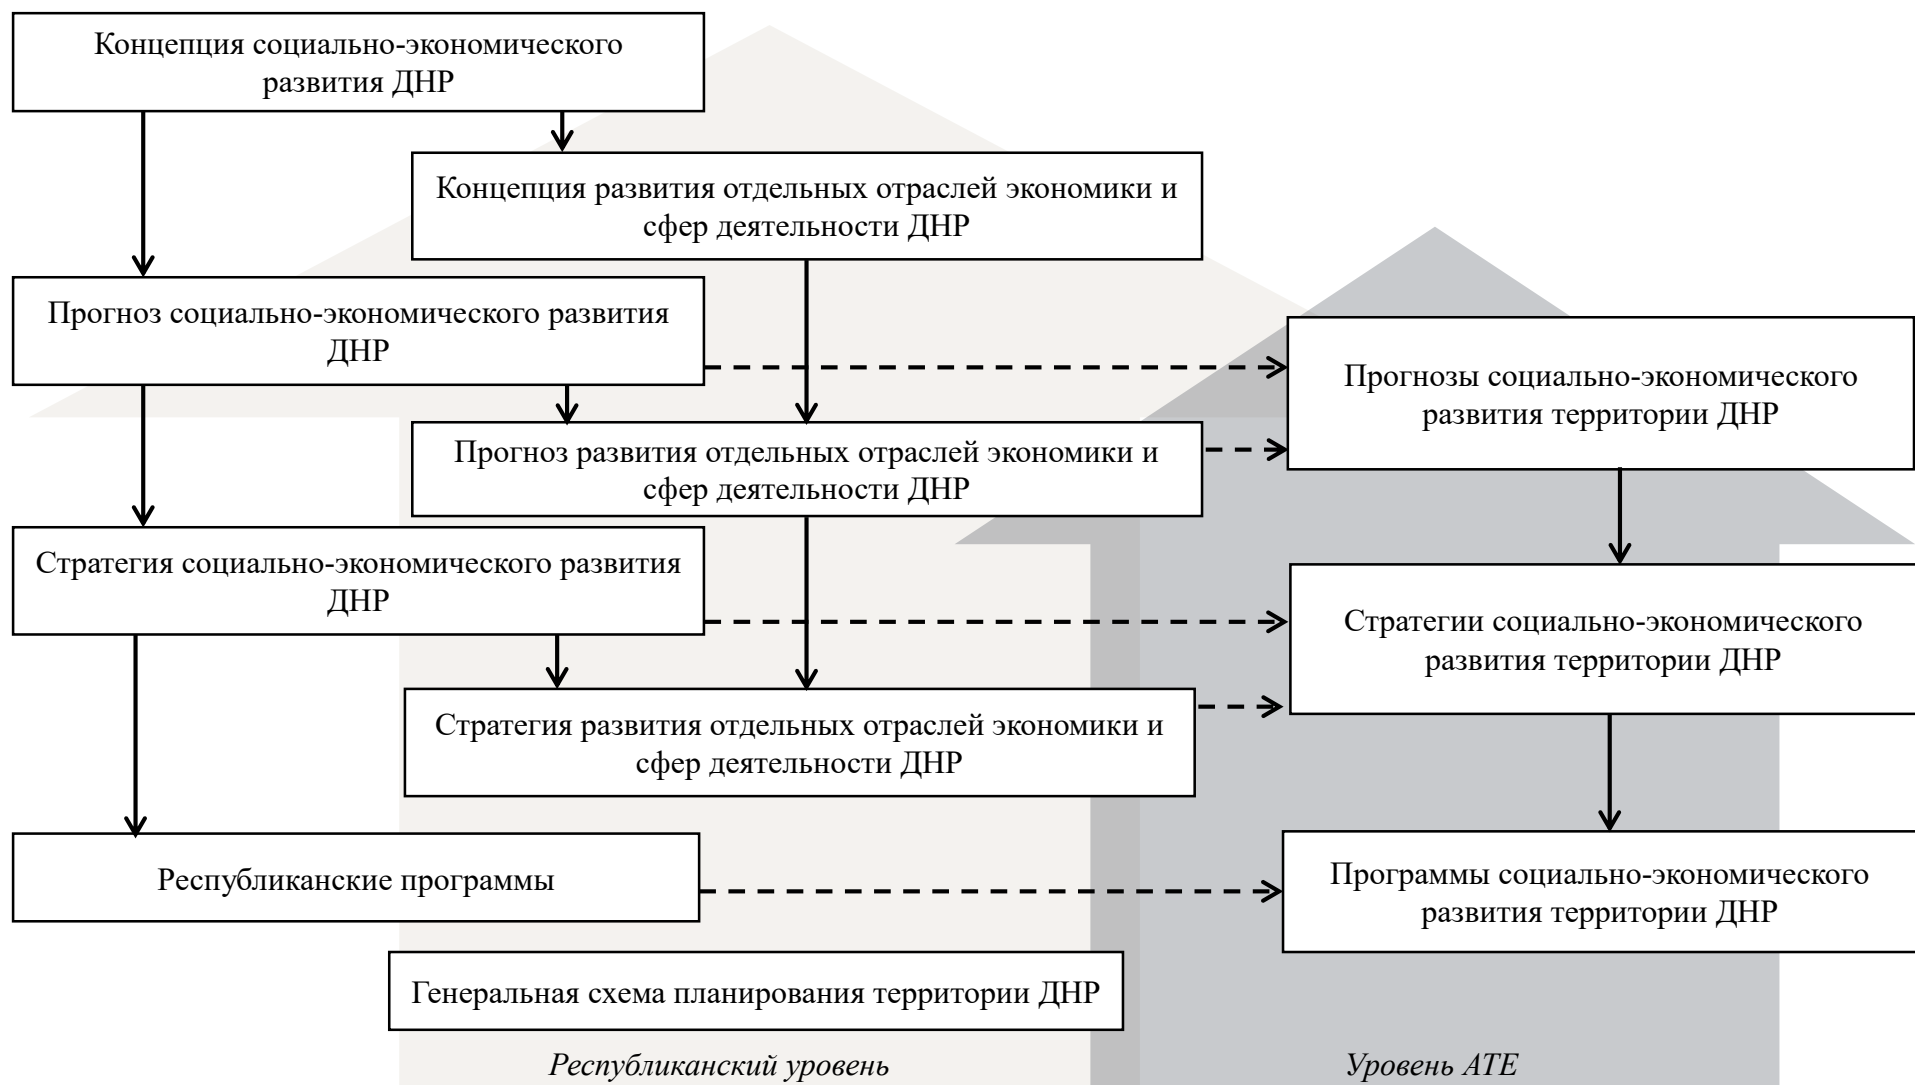 Концепция социально-экономического
развития ДНР
Концепция развития отдельных отраслей экономики и
сфер деятельности ДНР
Прогноз социально-экономического развития
ДНР
Прогнозы социально-экономического
развития территории ДНР
Прогноз развития отдельных отраслей экономики и
сфер деятельности ДНР
Стратегия социально-экономического развития
ДНР
Стратегии социально-экономического
развития территории ДНР
Стратегия развития отдельных отраслей экономики и
сфер деятельности ДНР
Республиканские программы
Программы социально-экономического
развития территории ДНР
Генеральная схема планирования территории ДНР
Республиканский уровень
Уровень АТЕ